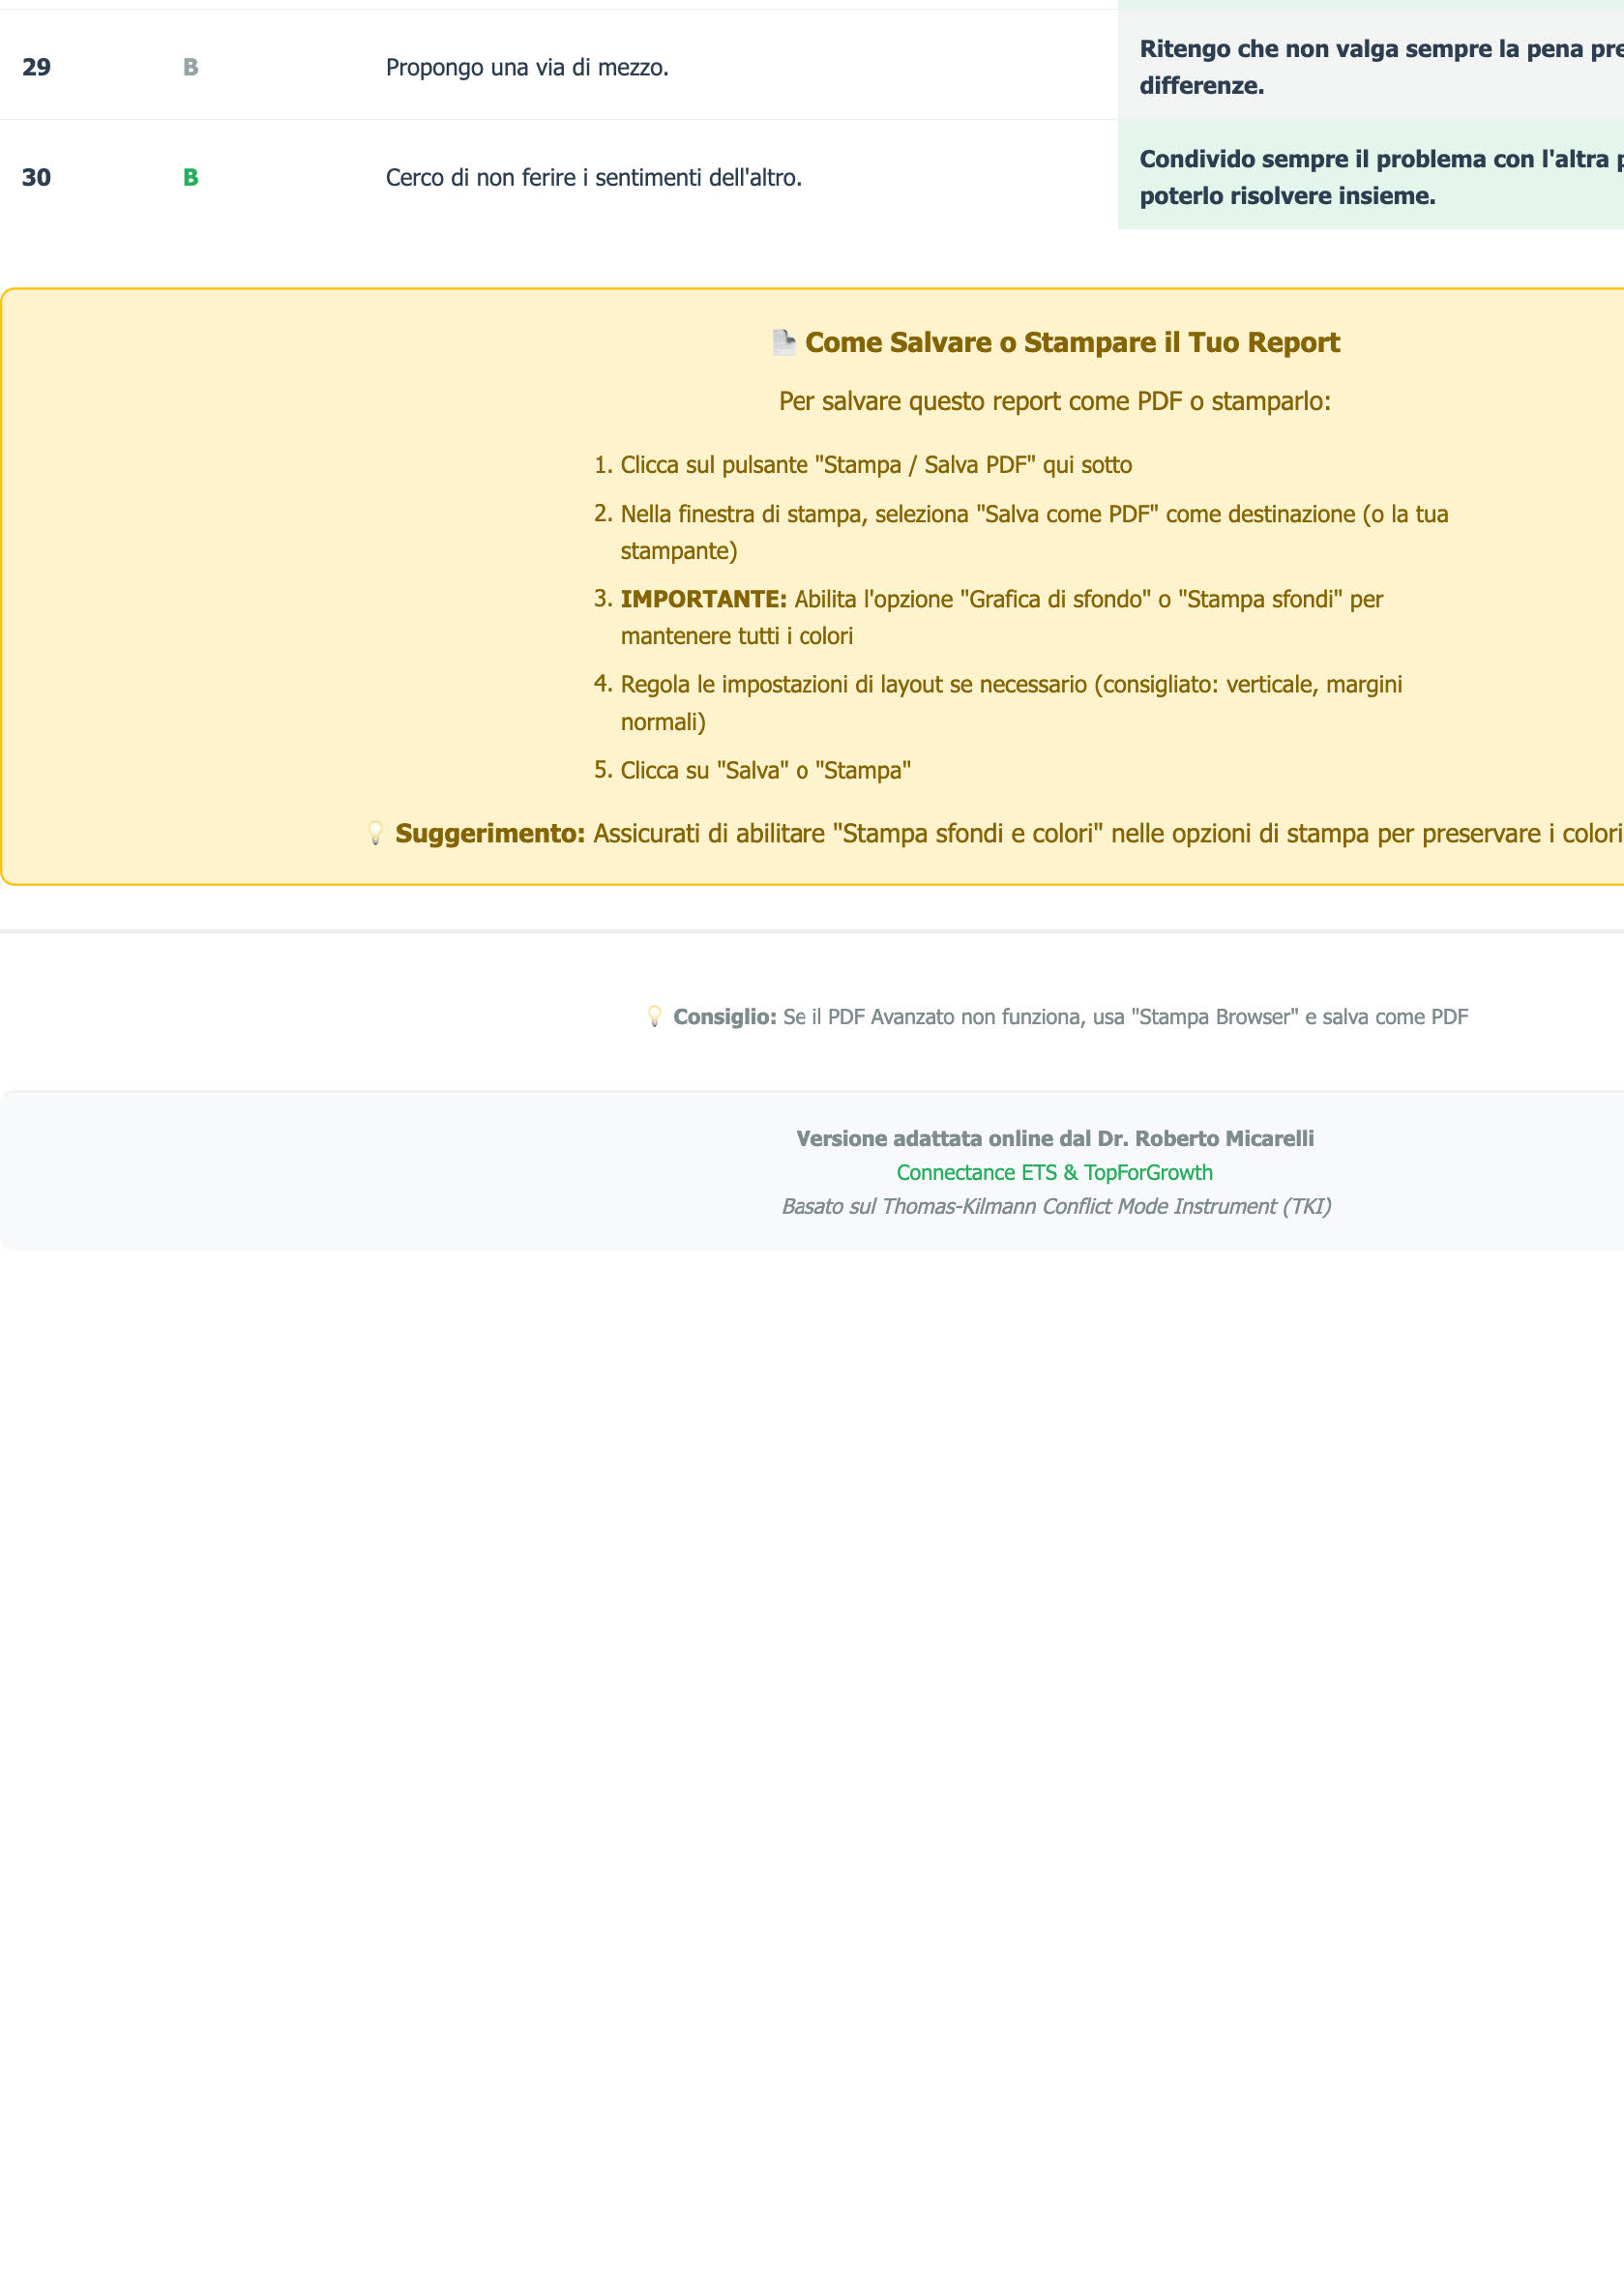 29 B Propongo una via di mezzo. Ritengo che non valga sempre la pena
differenze.
30 B Cerco di non ferire i sentimenti dell'altro. Condivido sempre il problema con l'altra
poterlo risolvere insieme.
Come Salvare o Stampare il Tuo Report
Per salvare questo report come PDF o stamparlo:
1. Clicca sul pulsante "Stampa / Salva PDF" qui sotto
2. Nella finestra di stampa, seleziona "Salva come PDF" come destinazione (o la tua
stampante)
3. IMPORTANTE: Abilita l'opzione "Grafica di sfondo" o "Stampa sfondi" per
mantenere tutti i colori
4. Regola le impostazioni di layout se necessario (consigliato: verticale, margini
normali)
5. Clicca su "Salva" o "Stampa"
Suggerimento: Assicurati di abilitare "Stampa sfondi e colori" nelle opzioni di stampa per preservare i colori
Consiglio: Se il PDF Avanzato non funziona, usa "Stampa Browser" e salva come PDF
Versione adattata online dal Dr. Roberto Micarelli
Connectance ETS & TopForGrowth
Basato sul Thomas-Kilmann Conflict Mode Instrument (TKI)